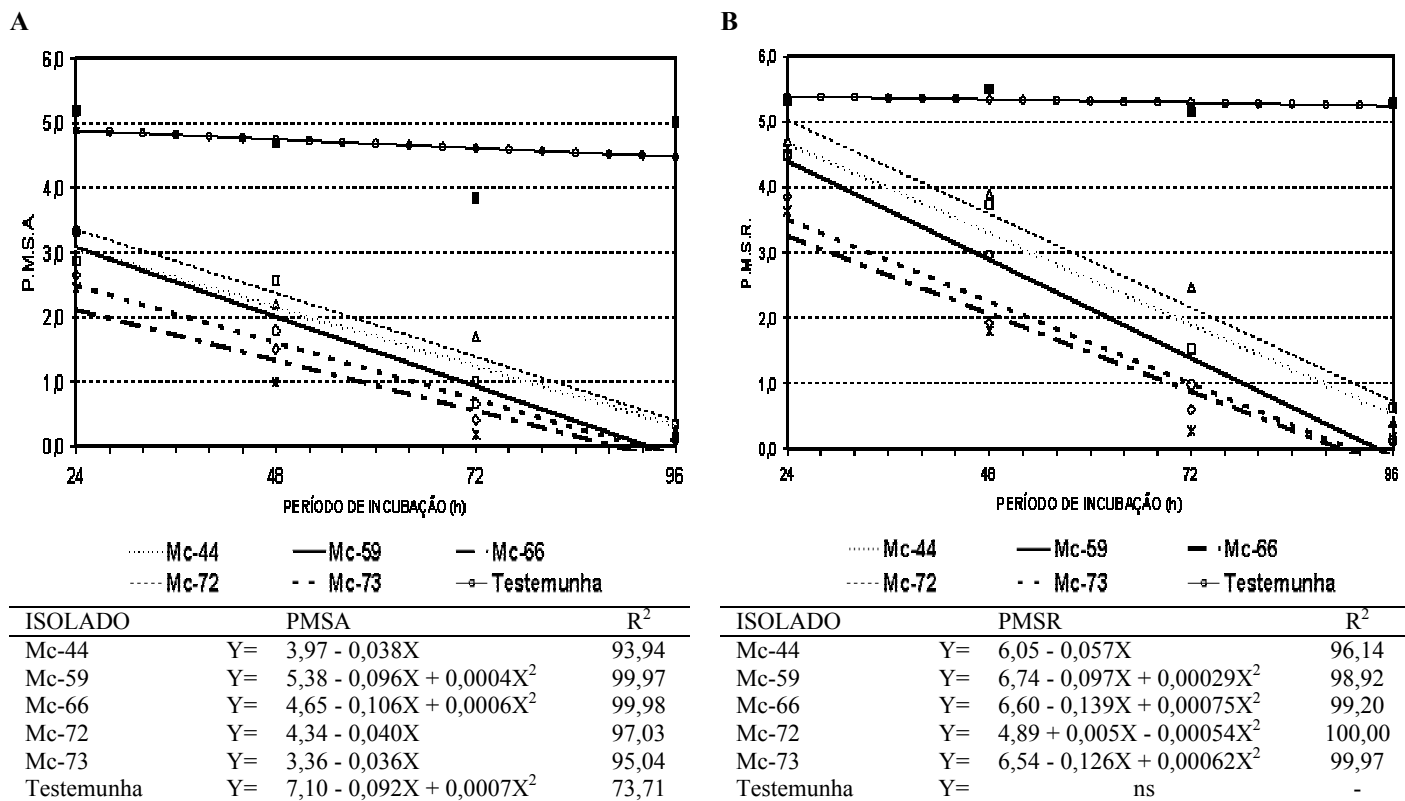 A
B
6,0
5,0
4,0
3,0
2,0
1,0
0,0
P.M.S.A.
24
48
72
96
PERÍODO DE INCUBAÇÃO (h)
Mc-44
Mc-59
Mc-66
Mc-72
Mc-73
Testemunha
6,0
5,0
4,0
3,0
2,0
1,0
0,0
P.M.S.R.
24
48
72
96
PERÍODO DE INCUBAÇÃO (h)
Mc-44
Mc-59
Mc-66
Mc-72
Mc-73
Testemunha
ISOLADO PMSA R²
Mc-44 Y= 3,97 - 0,038X 93,94
Mc-59 Y= 5,38 - 0,096X + 0,0004X² 99,97
Mc-66 Y= 4,65 - 0,106X + 0,0006X² 99,98
Mc-72 Y= 4,34 - 0,040X 97,03
Mc-73 Y= 3,36 - 0,036X 95,04
Testemunha Y= 7,10 - 0,092X + 0,0007X² 73,71
ISOLADO PMSR R²
Mc-44 Y= 6,05 - 0,057X 96,14
Mc-59 Y= 6,74 - 0,097X + 0,00029X² 98,92
Mc-66 Y= 6,60 - 0,139X + 0,00075X² 99,20
Mc-72 Y= 4,89 + 0,005X - 0,00054X² 100,00
Mc-73 Y= 6,54 - 0,126X + 0,00062X² 99,97
Testemunha Y= ns -